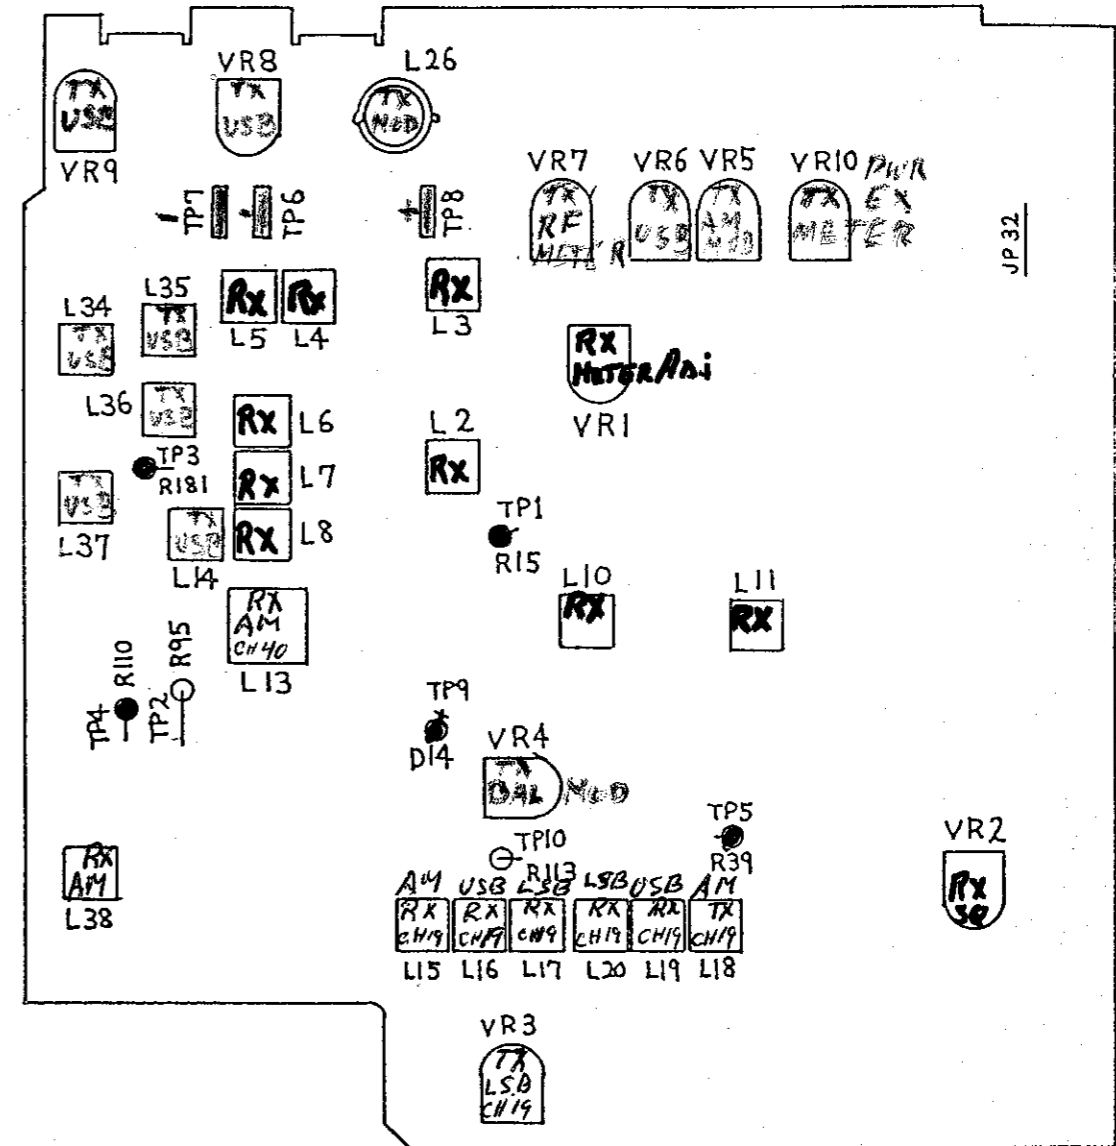 VR8
L26
TX
USB
VR9
TX
USB
TX
MOD
TP7
TP6
+
TP8
VR7
VR6
VR5
VR10
PWR
EX
METER
TX
RF
METER
TX
USB
TX
AM
MOD
TX
JP32
L34
L35
TX
USB
TX
USB
Rx
L5
Rx
L4
Rx
L3
RX
METER ADJ
VR1
L36
TX
USB
Rx
L6
L2
Rx
TP3
R181
Rx
L7
TX
USB
L37
TX
USB
L14
Rx
L8
TP1
R15
L10
RX
L11
RX
RX
AM
CH40
L13
R110
TP4
R95
TP2
TP9
D14
VR4
TX
BAL MOD
TP10
R113
TP5
R39
VR2
Rx
SQ
RX
AM
L38
AM
USB
LSB
LSB
USB
AM
RX
CH19
RX
CH19
RX
CH19
RX
CH19
RX
CH19
TX
CH19
L15
L16
L17
L20
L19
L18
VR3
TX
LSB
CH19